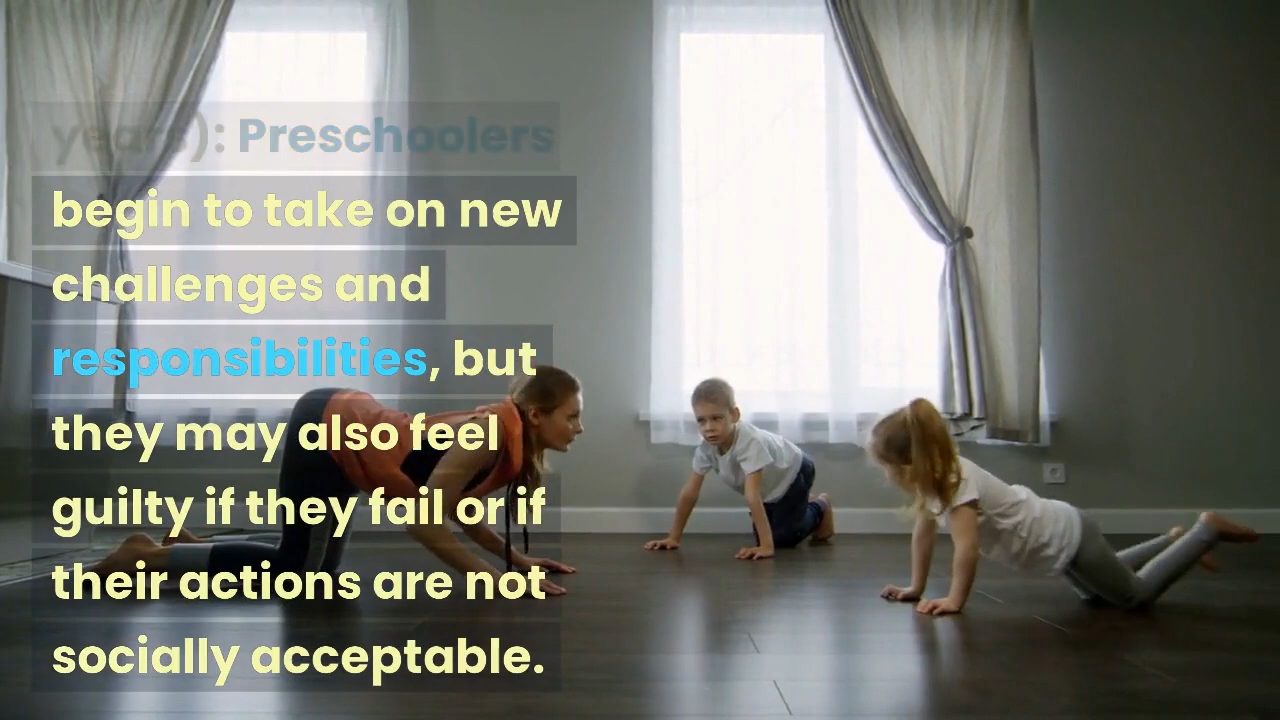 years): Preschoolers
begin to take on new
challenges and
responsibilities, but
they may also feel
guilty if they fail or if
their actions are not
socially acceptable.